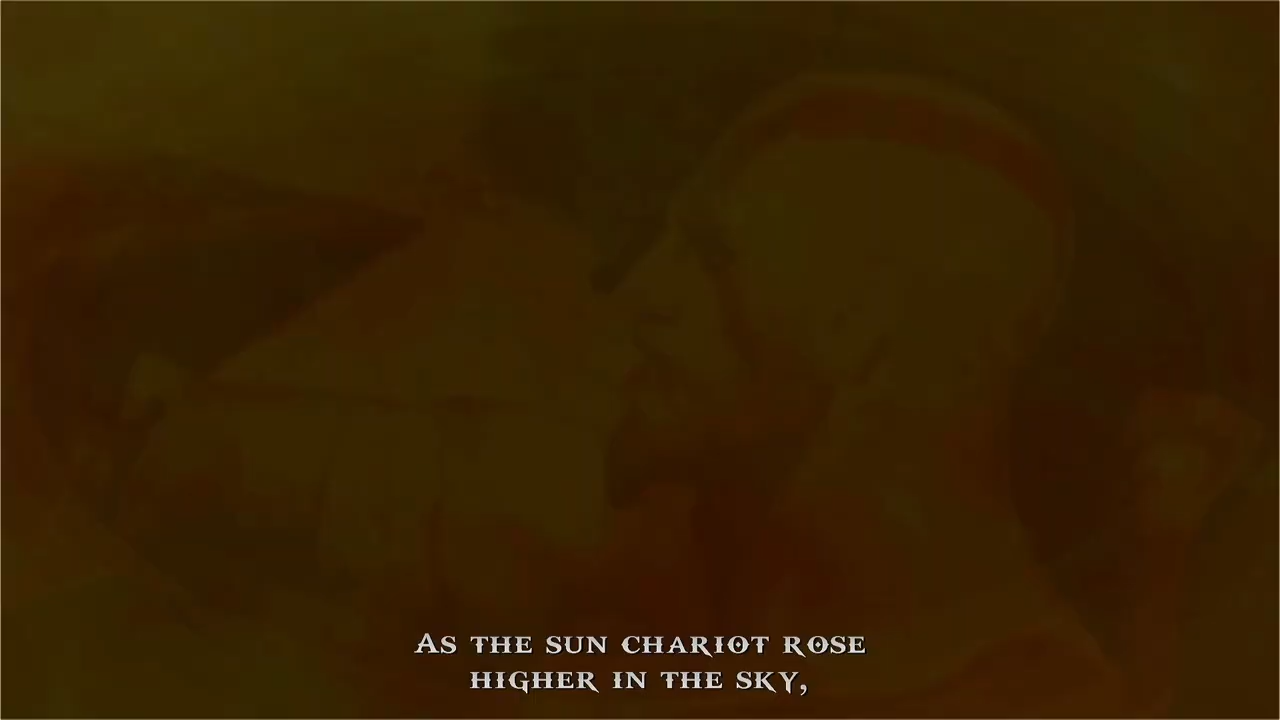 As the sun chariot rose
higher in the sky,